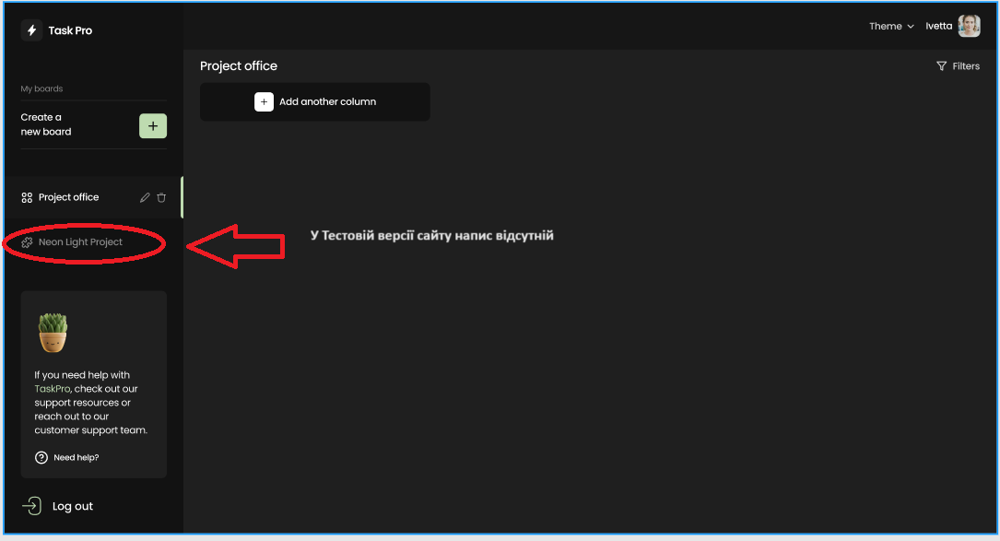 Task Pro
Theme
Ivetta
Project office
Filters
My boards
Add another column
Create a
new board
Project office
Neon Light Project
У Тестовій версії сайту напис відсутній
If you need help with
TaskPro, check out our
support resources or
reach out to our
customer support team.
Need help?
Log out